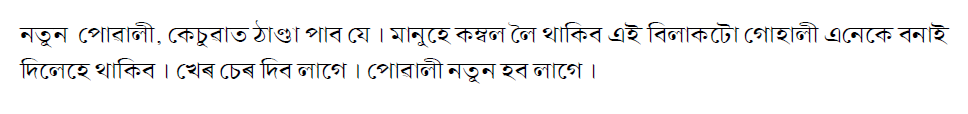 নতুন পোৱালী, কেচুৱাত ঠাণ্ডা পাব যে । মানুহে কম্বল লৈ থাকিব এই বিলাকটো গোহালী এনেকে বনাই
দিলেহে থাকিব । খেৰ চেৰ দিব লাগে । পোৱালী নতুন হব লাগে ।